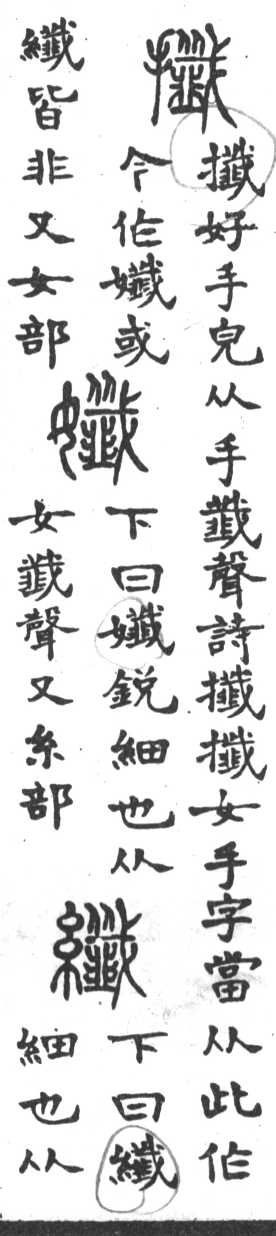 攕
攕好手皃从手韱聲詩攕攕女手字當从此作
今作孅或
纖皆非又女部
孅
下曰孅銳細也从
女韱聲又糸部
纖
下曰纖
細也从